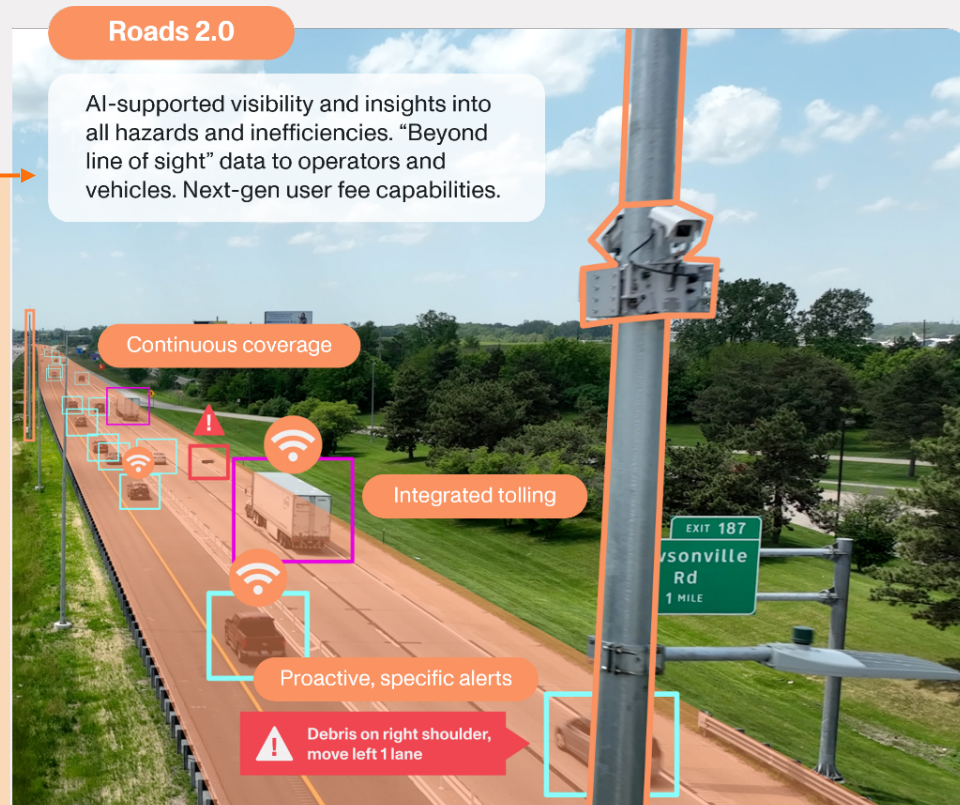 Roads 2.0
AI-supported visibility and insights into
all hazards and inefficiencies. “Beyond
line of sight” data to operators and
vehicles. Next-gen user fee capabilities.
Continuous coverage
Integrated tolling
EXIT 187
wsonville
Rd
1 MILE
Proactive, specific alerts
Debris on right shoulder,
move left 1 lane